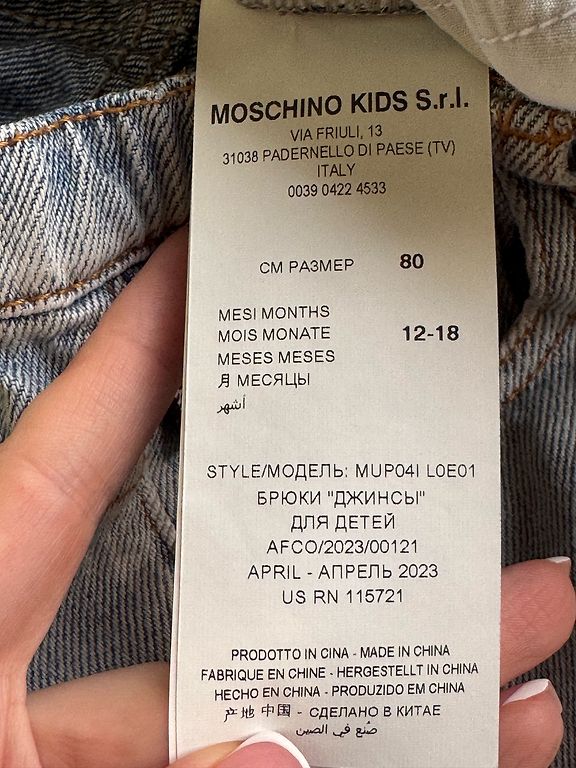 MOSCHINO KIDS S.r.l.
VIA FRIULI, 13
31038 PADERNELLO DI PAESE (TV)
ITALY
0039 0422 4533
СМ РАЗМЕР 80
MESI MONTHS
MOIS MONATE 12-18
MESES MESES
月 МЕСЯЦЫ
أشهر
STYLE/МОДЕЛЬ: MUP04I L0E01
БРЮКИ "ДЖИНСЫ"
ДЛЯ ДЕТЕЙ
AFCO/2023/00121
APRIL - АПРЕЛЬ 2023
US RN 115721
PRODOTTO IN CINA - MADE IN CHINA
FABRIQUE EN CHINE - HERGESTELLT IN CHINA
HECHO EN CHINA - PRODUZIDO EM CHINA
产地 中国 - СДЕЛАНО В КИТАЕ
صُنع في الصين